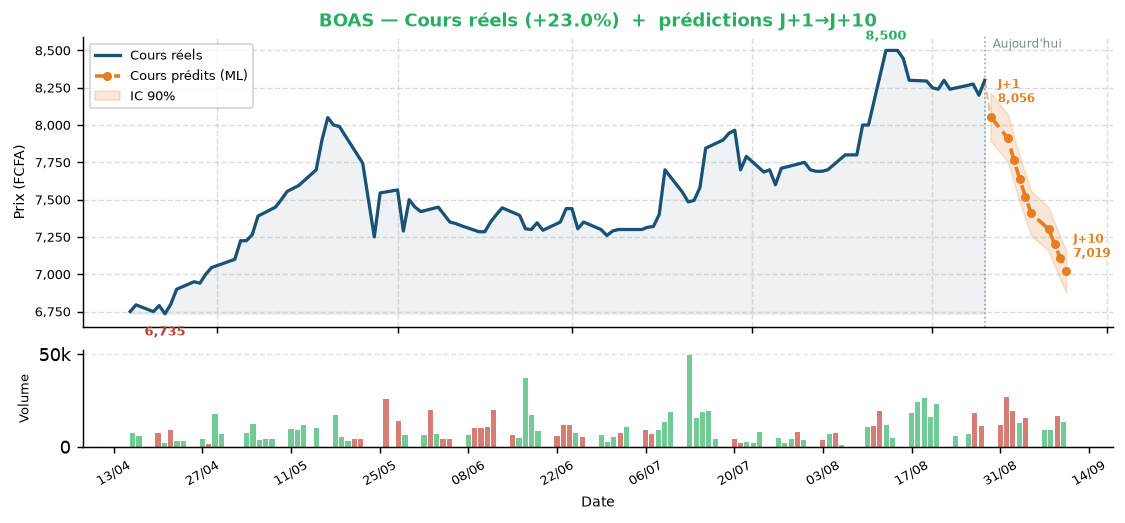 BOAS — Cours réels (+23.0%)  +  prédictions J+1→J+10
8,500
Aujourd'hui
Cours réels
Cours prédits (ML)
IC 90%
J+1
8,056
J+10
7,019
6,735
Prix (FCFA)
8,500
8,250
8,000
7,750
7,500
7,250
7,000
6,750
Volume
50k
0
13/04
27/04
11/05
25/05
08/06
22/06
06/07
20/07
03/08
17/08
31/08
14/09
Date